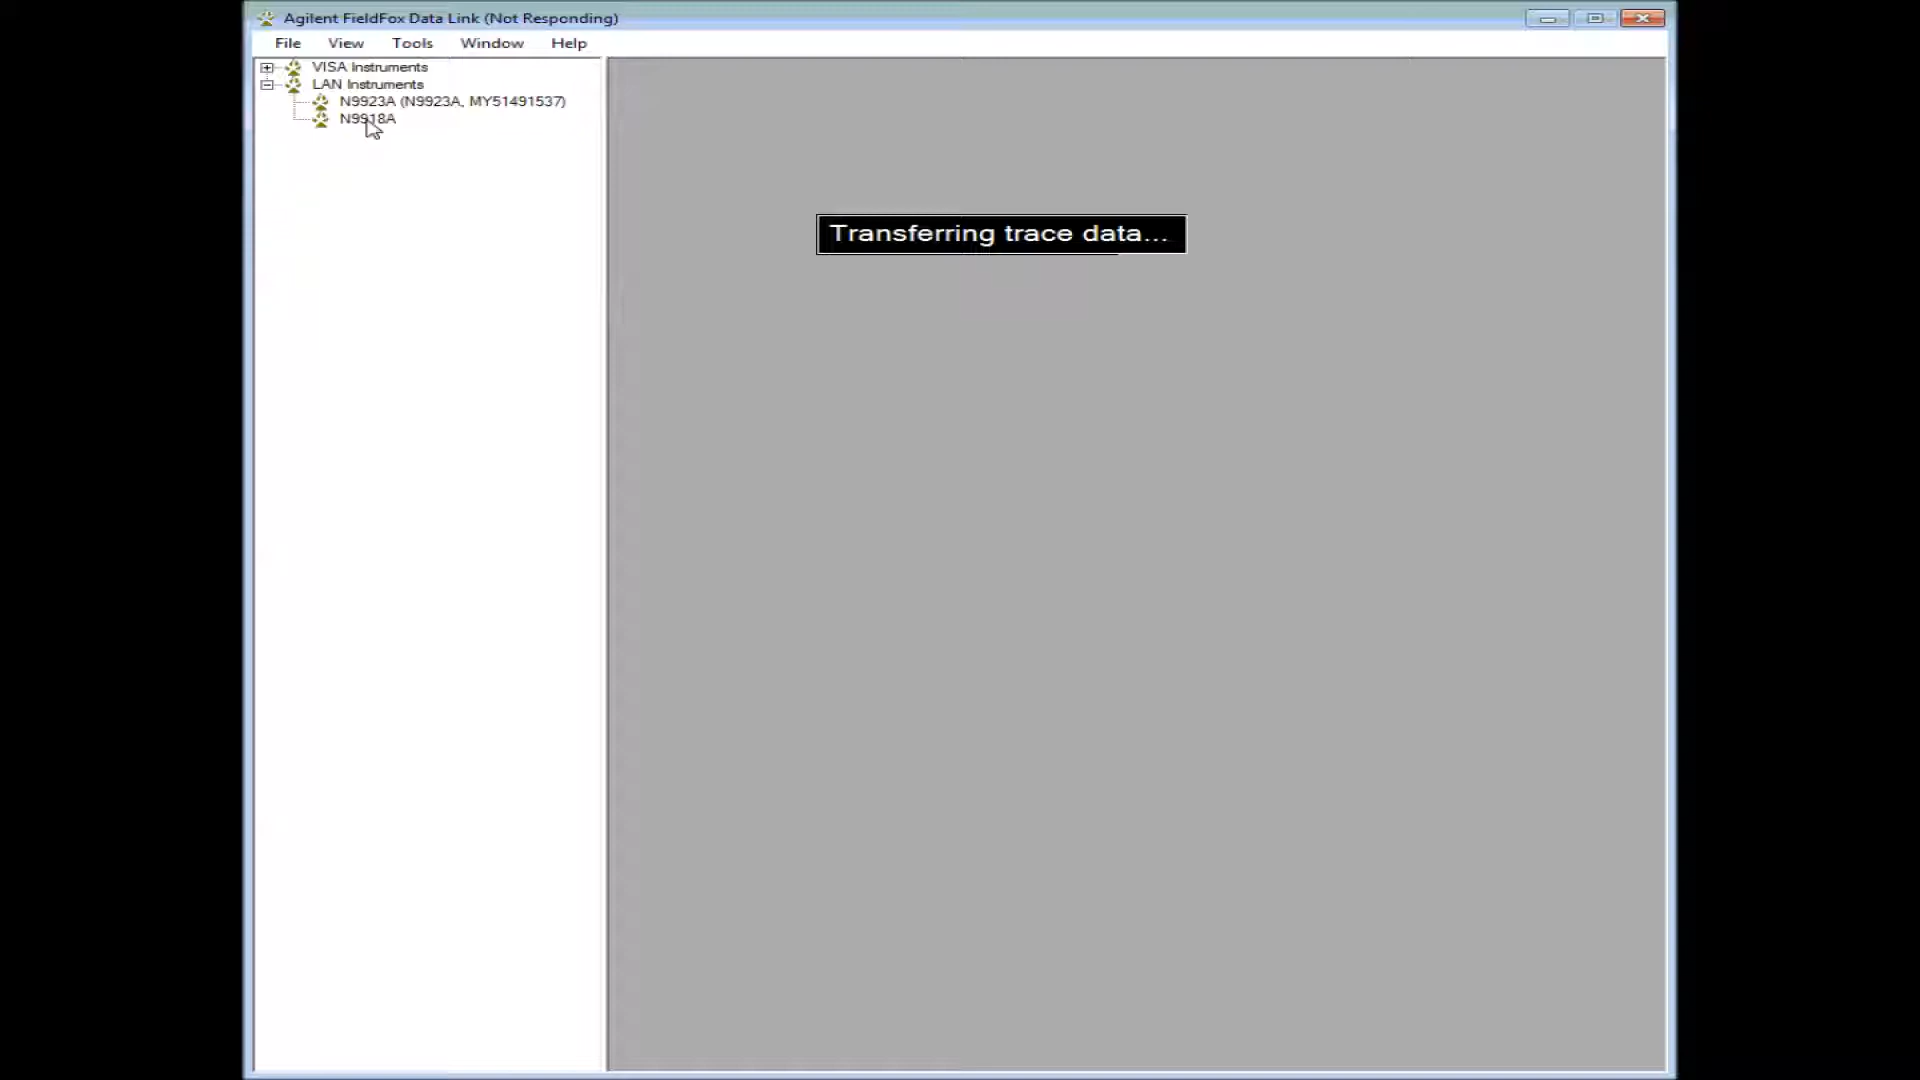 Agilent FieldFox Data Link (Not Responding)
File View Tools Window Help
VISA Instruments
LAN Instruments
N9923A (N9923A, MY51491537)
N9918A
Transferring trace data...